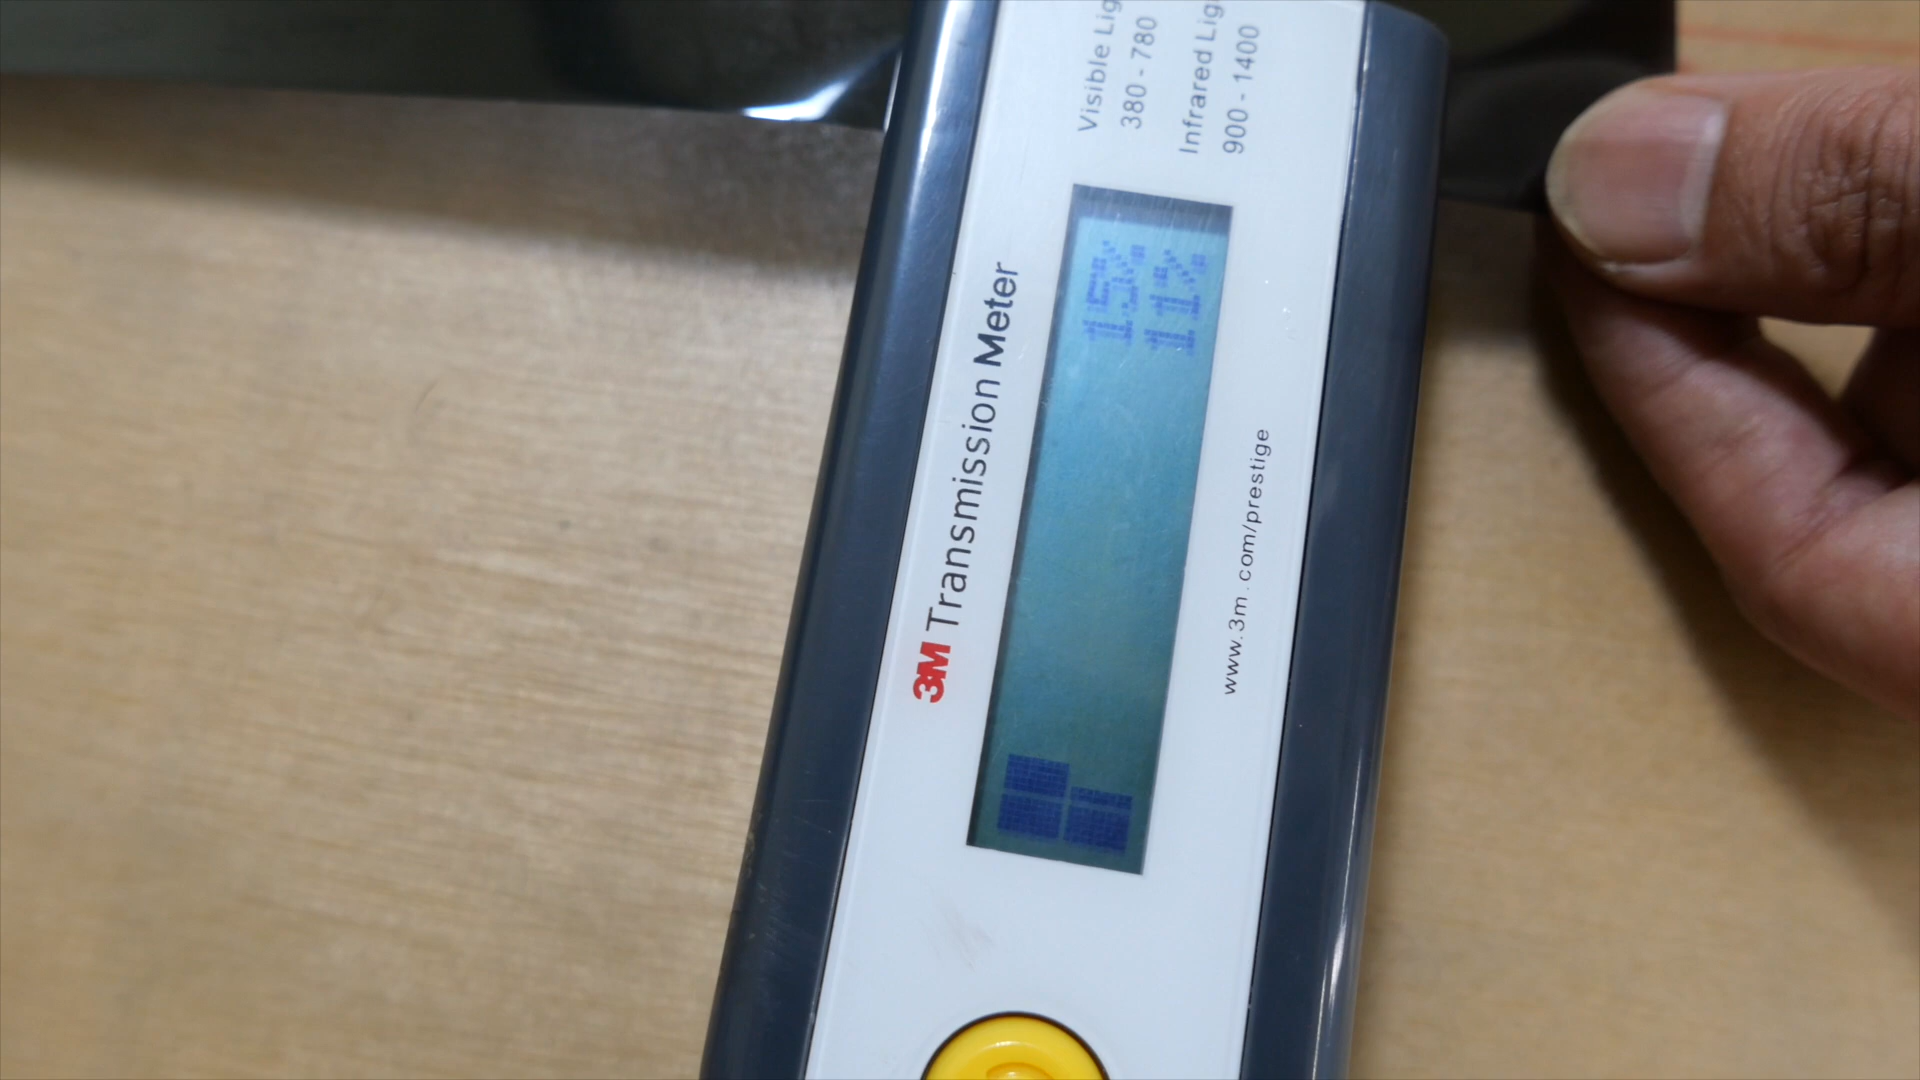 3M Transmission Meter
Visible Lig
380 - 780
Infrared Lig
900 - 1400
15%
11%
www.3m.com/prestige